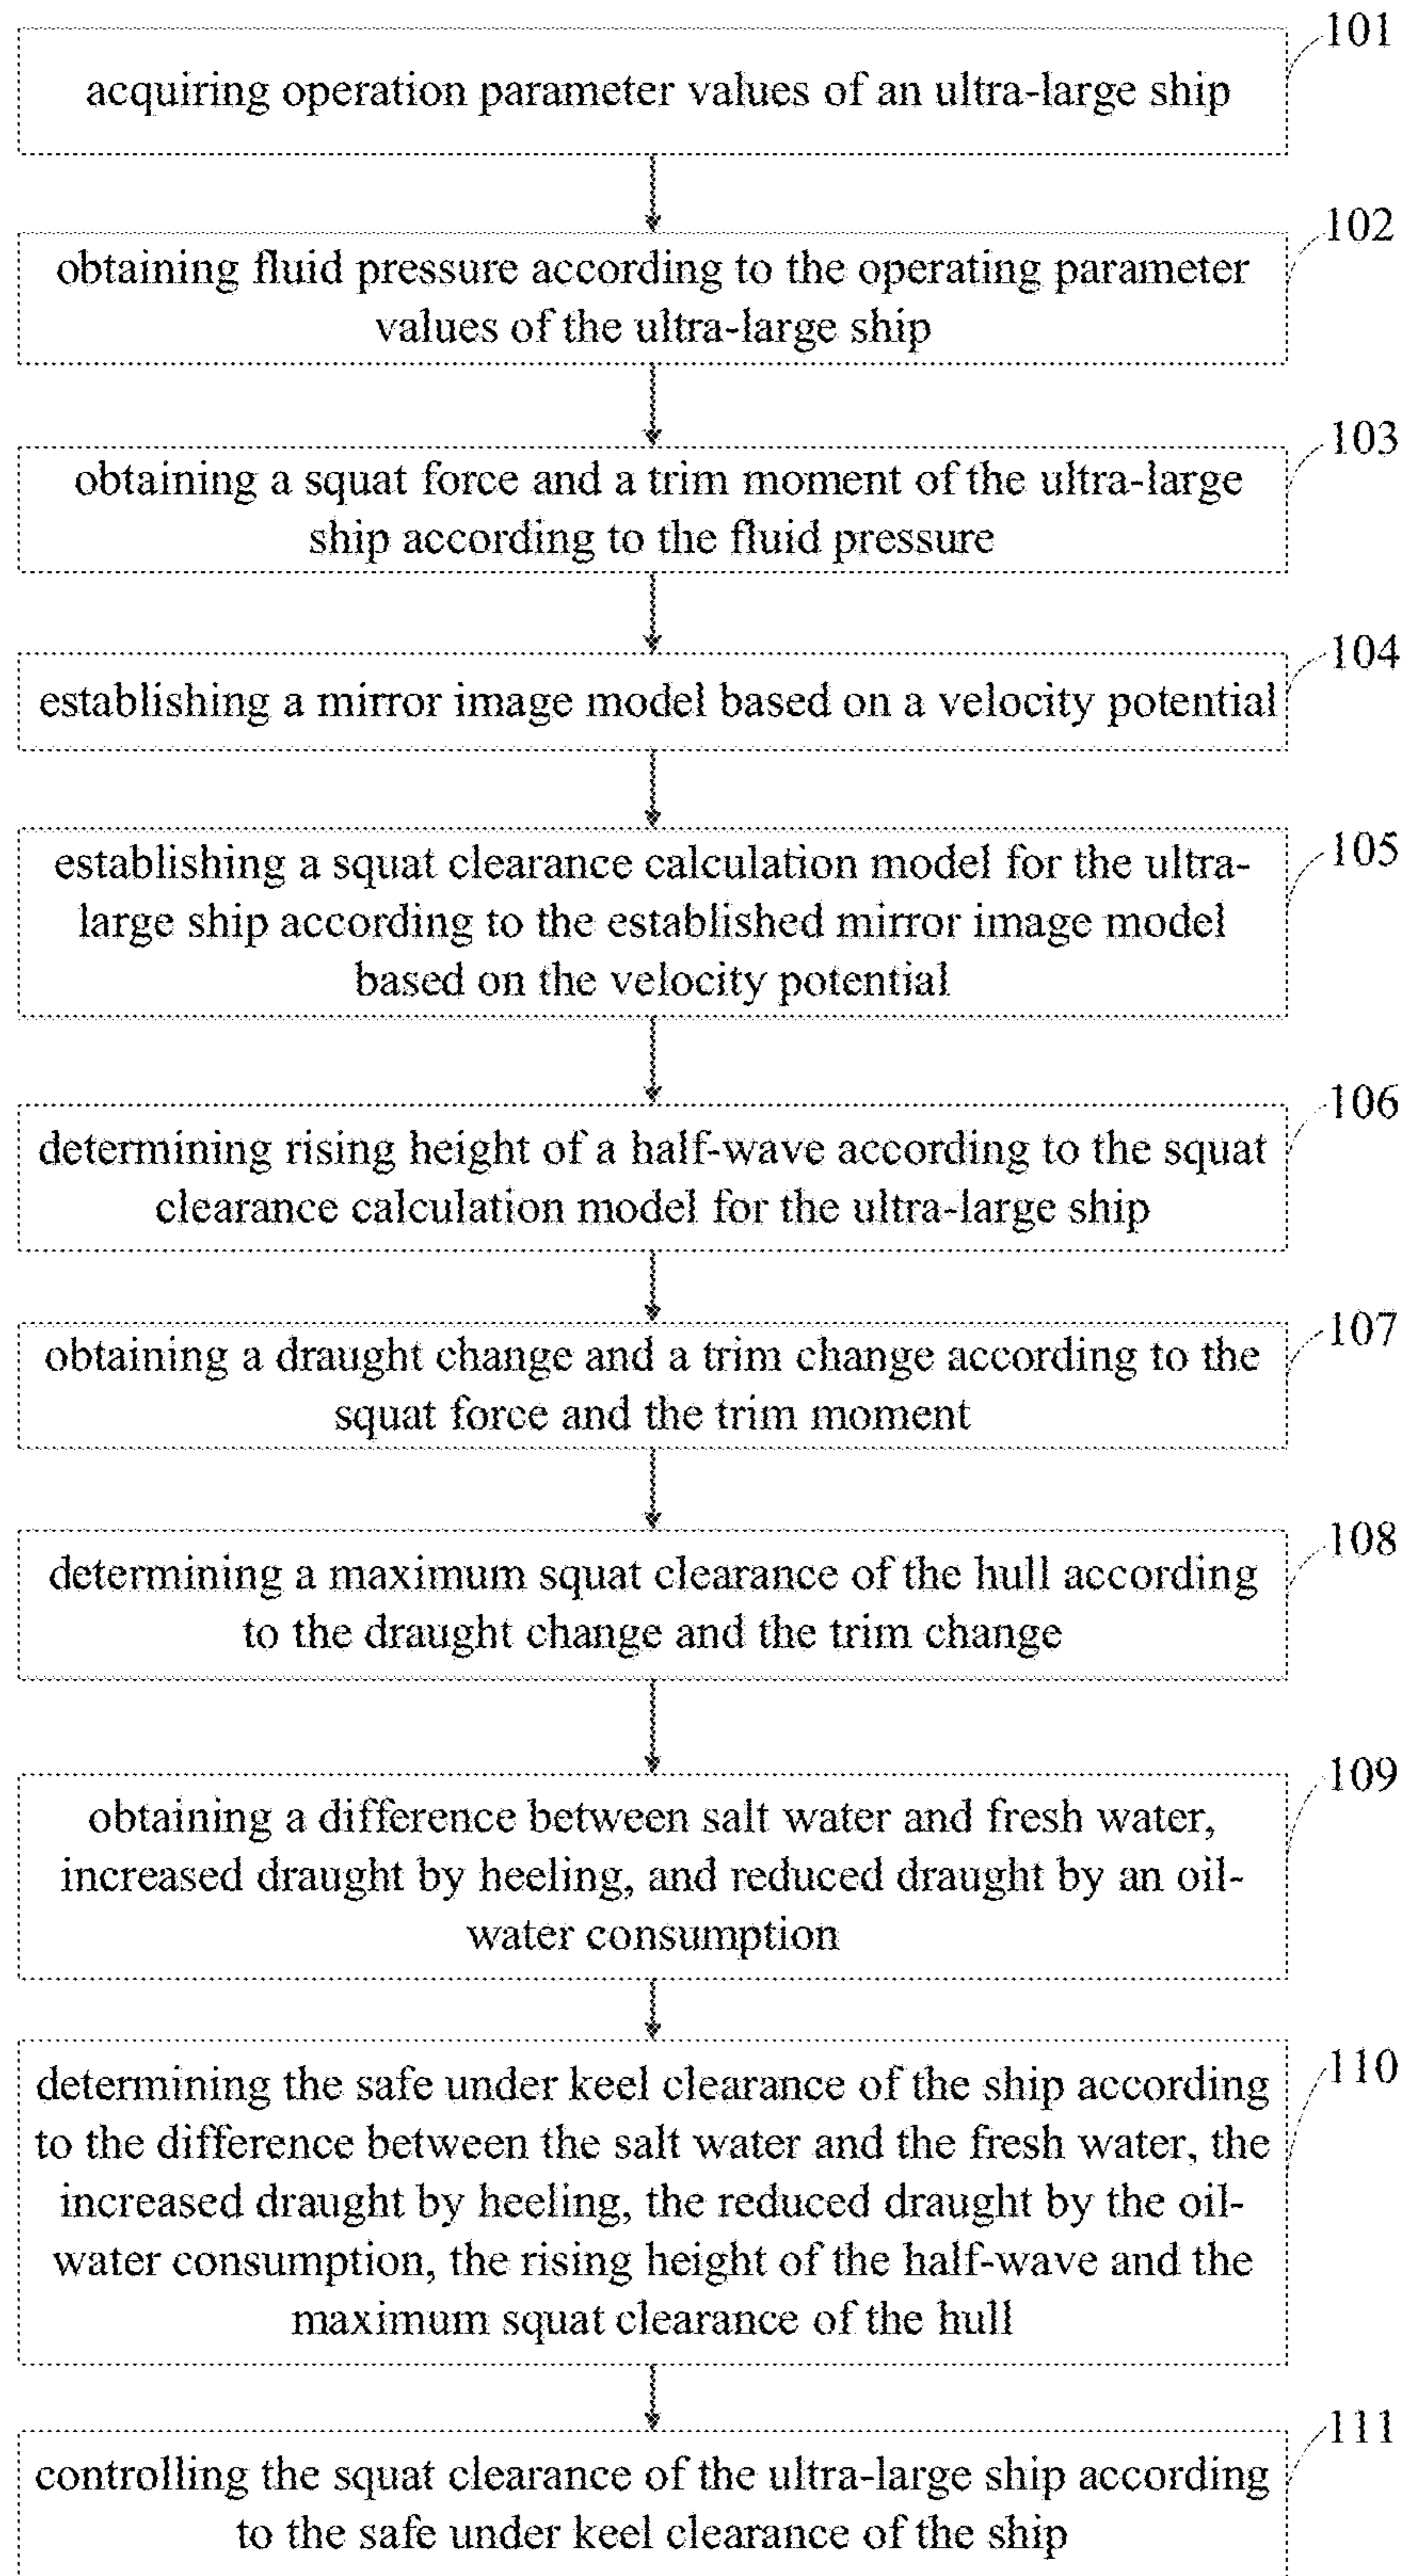 101
acquiring operation parameter values of an ultra-large ship
102
obtaining fluid pressure according to the operating parameter
values of the ultra-large ship
103
obtaining a squat force and a trim moment of the ultra-large
ship according to the fluid pressure
104
establishing a mirror image model based on a velocity potential
105
establishing a squat clearance calculation model for the ultra-
large ship according to the established mirror image model
based on the velocity potential
106
determining rising height of a half-wave according to the squat
clearance calculation model for the ultra-large ship
107
obtaining a draught change and a trim change according to the
squat force and the trim moment
108
determining a maximum squat clearance of the hull according
to the draught change and the trim change
109
obtaining a difference between salt water and fresh water,
increased draught by heeling, and reduced draught by an oil-
water consumption
110
determining the safe under keel clearance of the ship according
to the difference between the salt water and the fresh water, the
increased draught by heeling, the reduced draught by the oil-
water consumption, the rising height of the half-wave and the
maximum squat clearance of the hull
111
controlling the squat clearance of the ultra-large ship according
to the safe under keel clearance of the ship